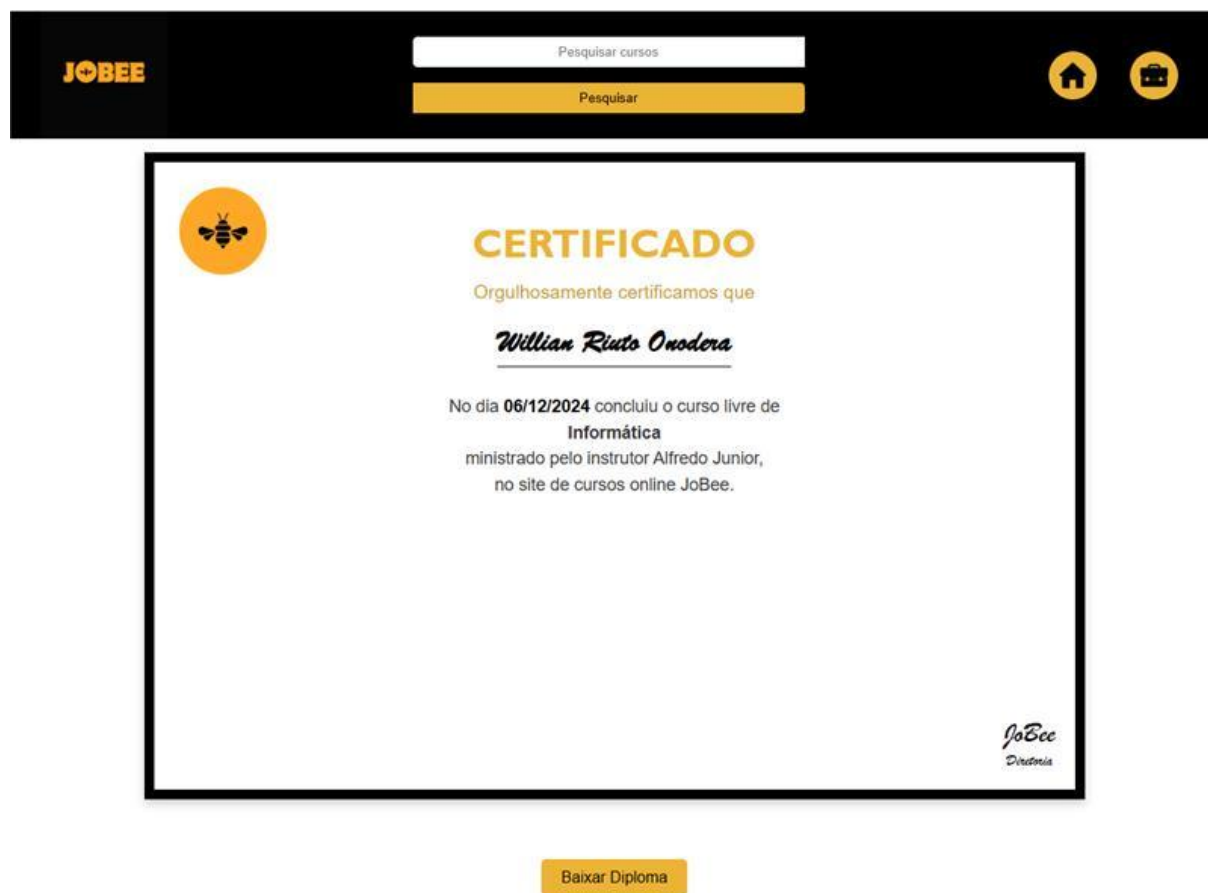 JOBEE
Pesquisar cursos
Pesquisar
CERTIFICADO
Orgulhosamente certificamos que
Willian Riuto Onodera
No dia 06/12/2024 concluiu o curso livre de
Informática
ministrado pelo instrutor Alfredo Junior,
no site de cursos online JoBee.
JoBee
Diretoria
Baixar Diploma